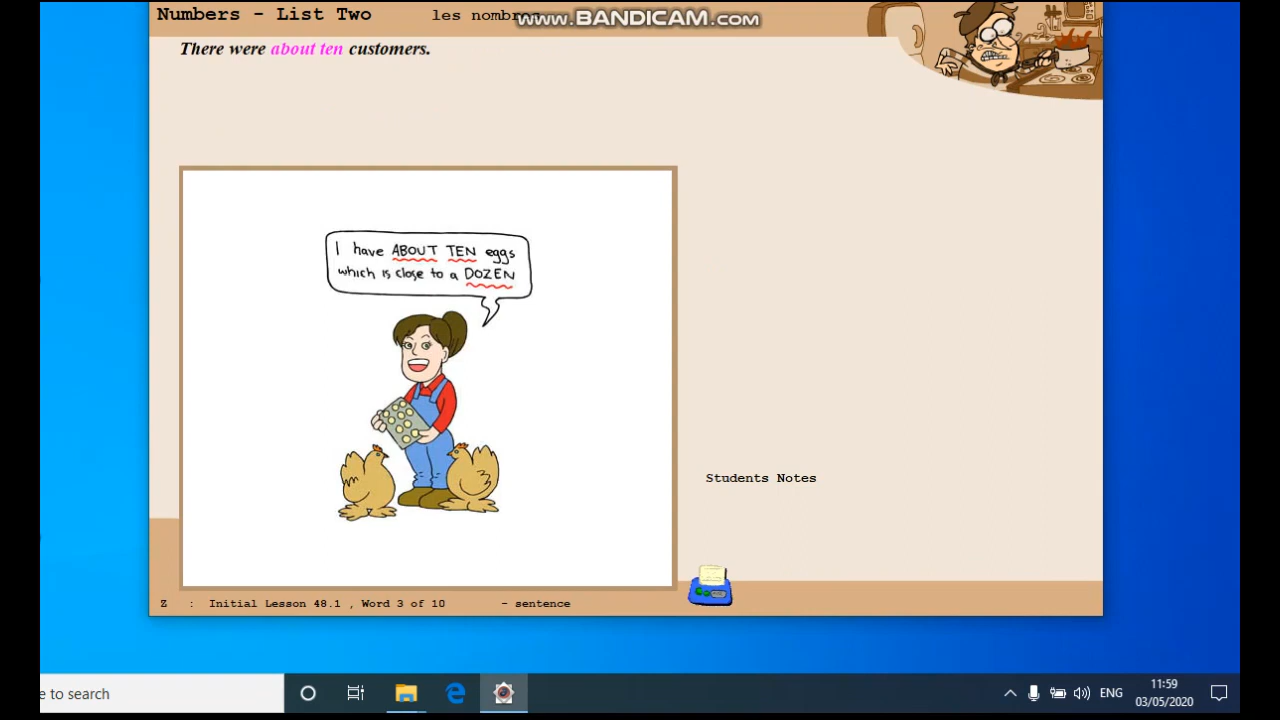 Numbers - List Two les nombres
www.BANDICAM.com
There were about ten customers.
I have ABOUT TEN eggs
which is close to a DOZEN
Students Notes
Z : Initial Lesson 48.1 , Word 3 of 10 - sentence
e to search
ENG
11:59
03/05/2020